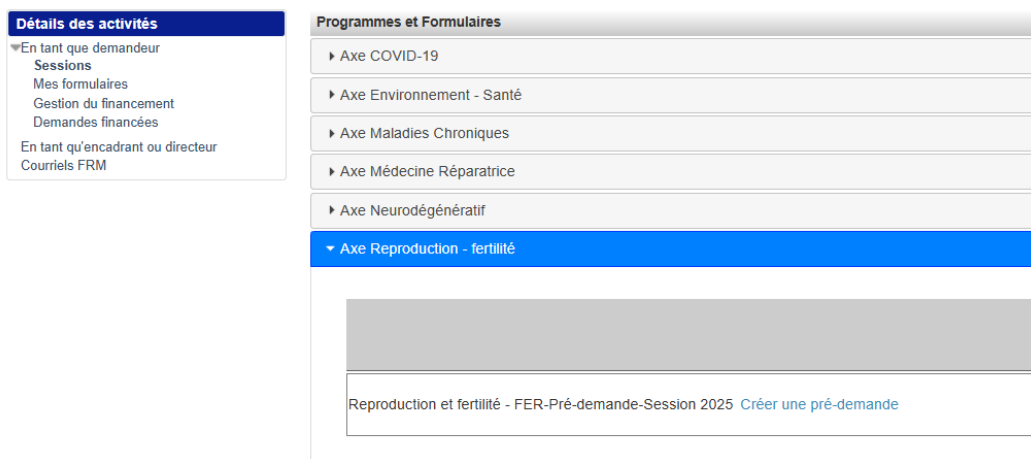 Détails des activités
En tant que demandeur
Sessions
Mes formulaires
Gestion du financement
Demandes financées
En tant qu'encadrant ou directeur
Courriels FRM
Programmes et Formulaires
Axe COVID-19
Axe Environnement - Santé
Axe Maladies Chroniques
Axe Médecine Réparatrice
Axe Neurodégénératif
Axe Reproduction - fertilité
Reproduction et fertilité - FER-Pré-demande-Session 2025 Créer une pré-demande